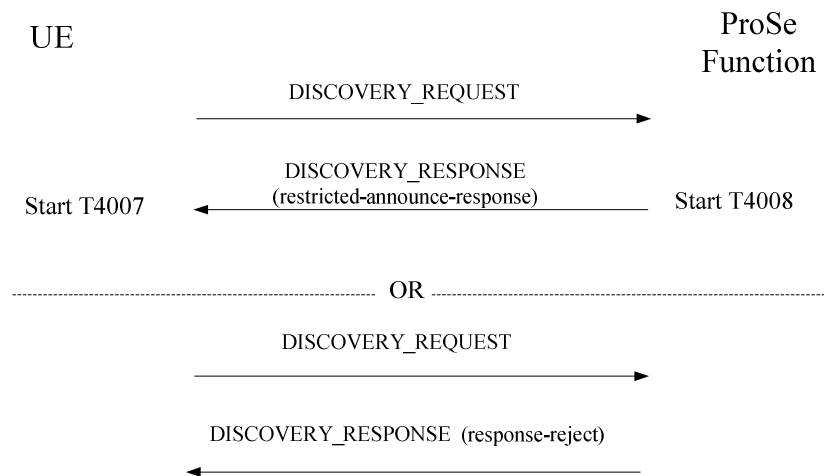 UE
ProSe
Function
DISCOVERY_REQUEST
DISCOVERY_RESPONSE
(restricted-announce-response)
Start T4007
Start T4008
OR
DISCOVERY_REQUEST
DISCOVERY_RESPONSE (response-reject)